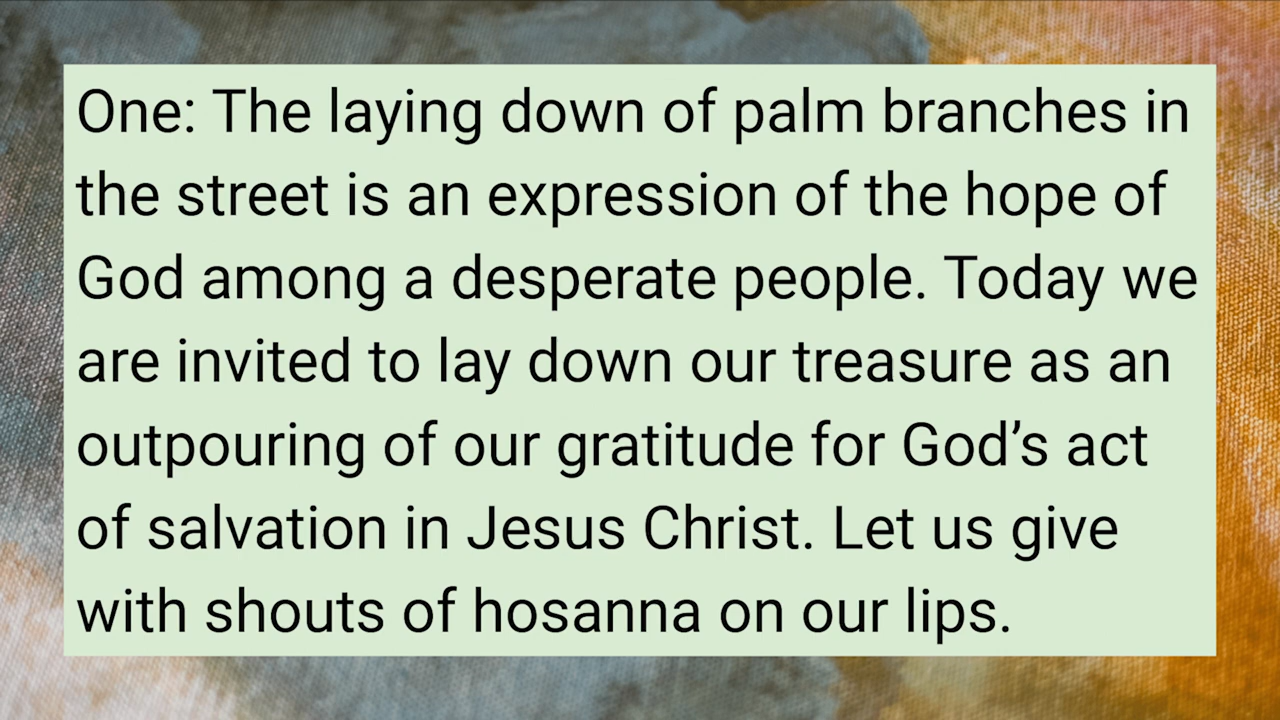 One: The laying down of palm branches in
the street is an expression of the hope of
God among a desperate people. Today we
are invited to lay down our treasure as an
outpouring of our gratitude for God’s act
of salvation in Jesus Christ. Let us give
with shouts of hosanna on our lips.